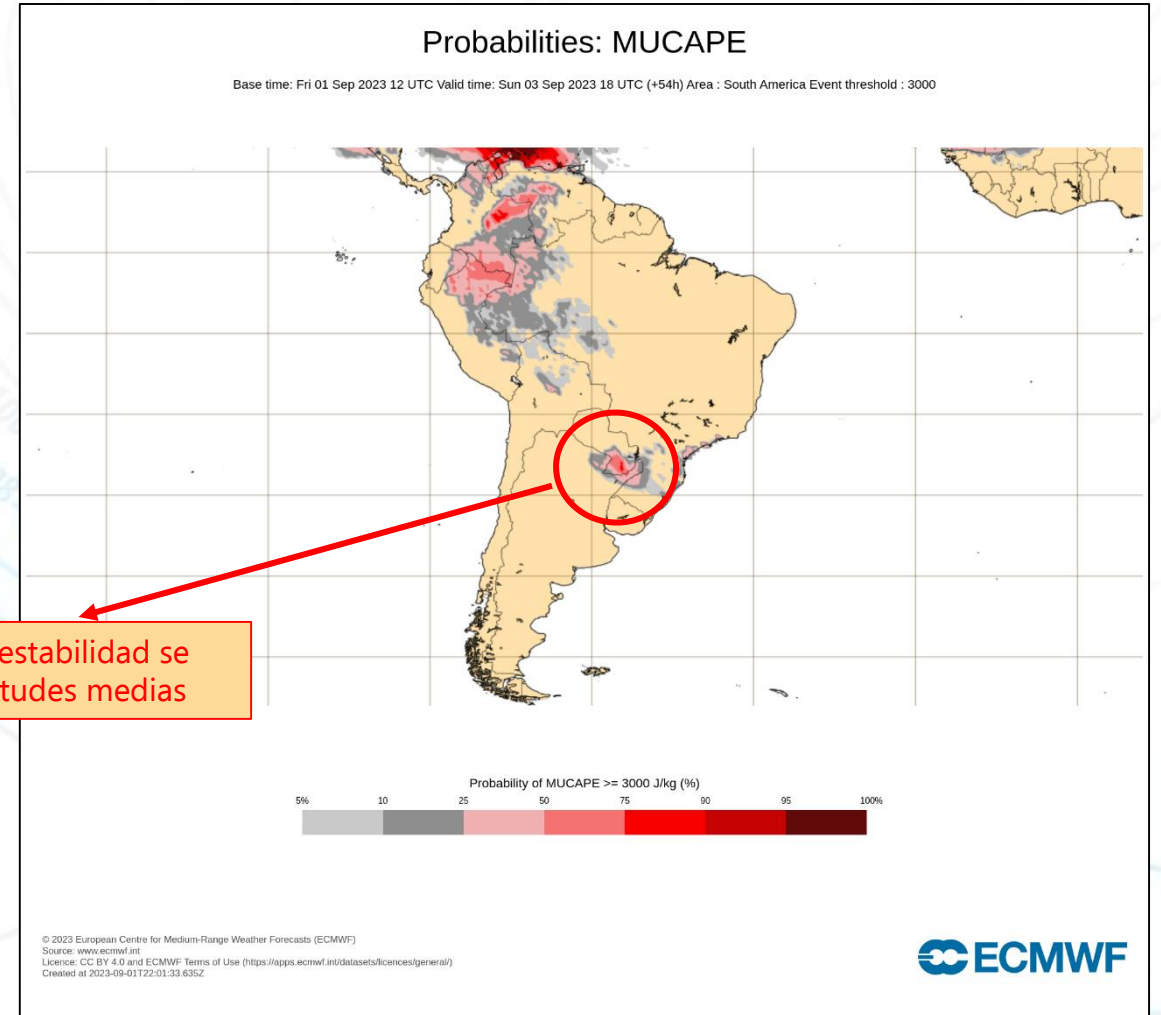 Probabilities: MUCAPE
Base time: Fri 01 Sep 2023 12 UTC Valid time: Sun 03 Sep 2023 18 UTC (+54h) Area : South America Event threshold : 3000
estabilidad se
tudes medias
Probability of MUCAPE >= 3000 J/kg (%)
5% 10 25 50 75 90 95 100%
© 2023 European Centre for Medium-Range Weather Forecasts (ECMWF)
Source: www.ecmwf.int
Licence: CC BY 4.0 and ECMWF Terms of Use (https://apps.ecmwf.int/datasets/licences/general/)
Created at 2023-09-01T22:01:33.635Z
ECMWF